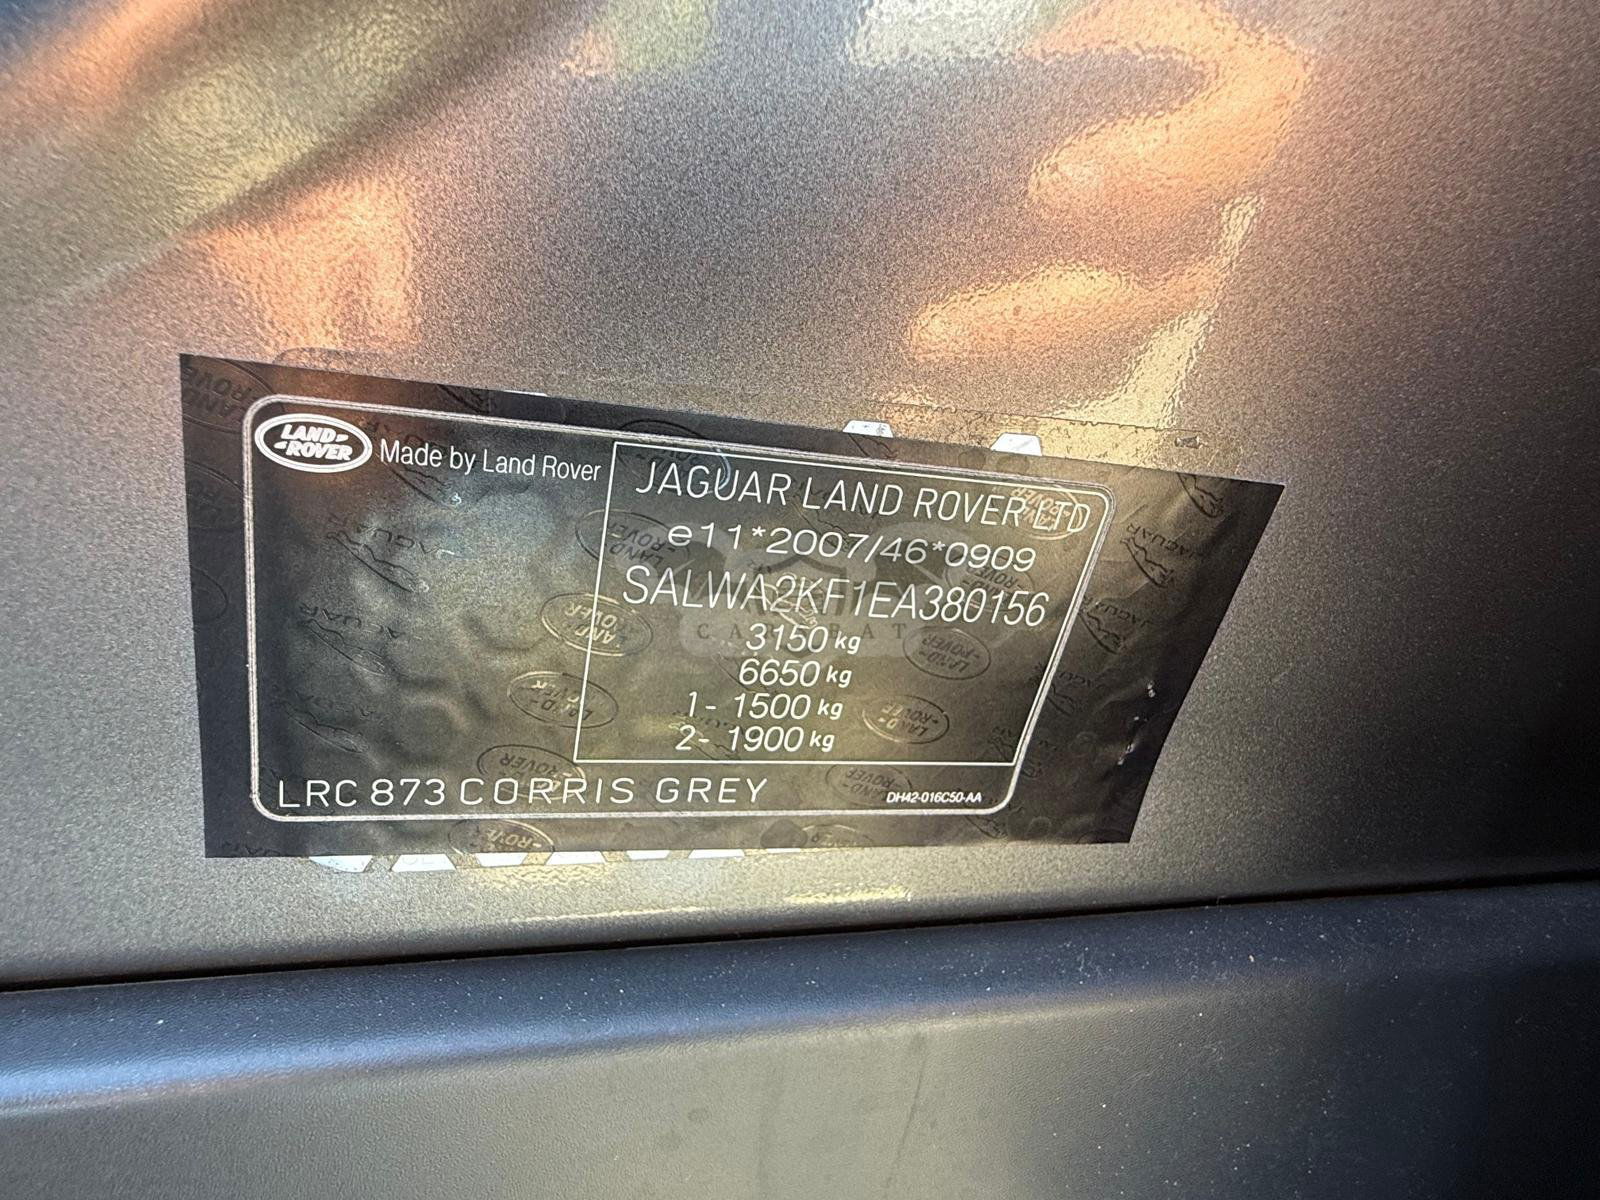 LAND-
-ROVER
Made by Land Rover
JAGUAR LAND ROVER LTD
e11*2007/46*0909
SALWA2KF1EA380156
3150 kg
6650 kg
1- 1500 kg
2- 1900 kg
LRC 873 CORRIS GREY
DH42-016C50-AA